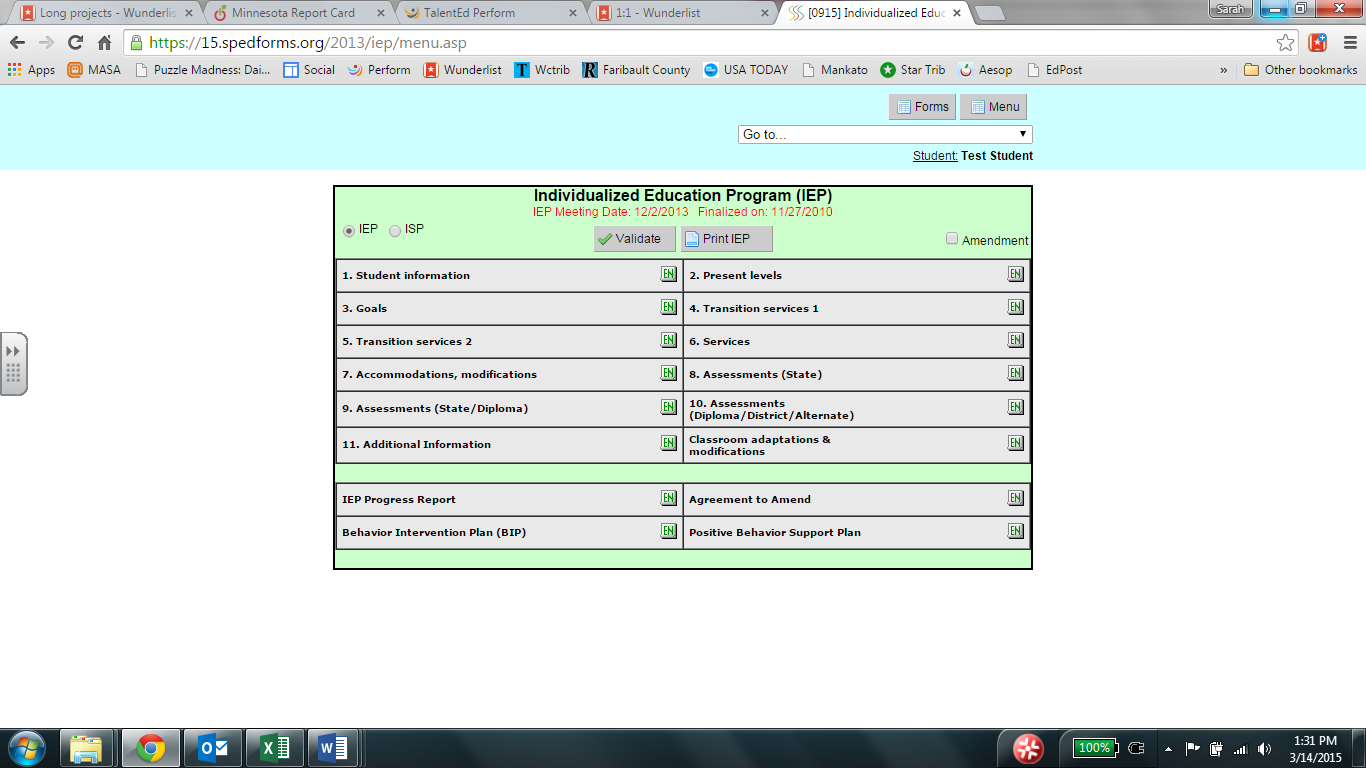 Long projects - Wunderlis
Minnesota Report Card
TalentEd Perform
1:1 - Wunderlist
[0915] Individualized Educ
Sarah
https://15.spedforms.org/2013/iep/menu.asp
Apps
MASA
Puzzle Madness: Dai...
Social
Perform
Wunderlist
Wctrib
Faribault County
USA TODAY
Mankato
Star Trib
Aesop
EdPost
»
Other bookmarks
Forms
Menu
Go to...
Student: Test Student
Individualized Education Program (IEP)
IEP Meeting Date: 12/2/2013 Finalized on: 11/27/2010
IEP
ISP
Validate
Print IEP
Amendment
1. Student information
EN
2. Present levels
EN
3. Goals
EN
4. Transition services 1
EN
5. Transition services 2
EN
6. Services
EN
7. Accommodations, modifications
EN
8. Assessments (State)
EN
9. Assessments (State/Diploma)
EN
10. Assessments
(Diploma/District/Alternate)
EN
11. Additional Information
EN
Classroom adaptations &
modifications
EN
IEP Progress Report
EN
Agreement to Amend
EN
Behavior Intervention Plan (BIP)
EN
Positive Behavior Support Plan
EN
100%
1:31 PM
3/14/2015